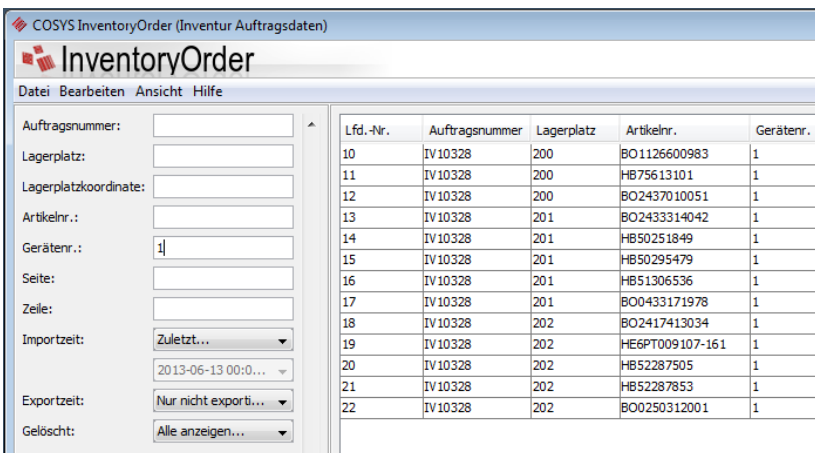 COSYS InventoryOrder (Inventur Auftragsdaten)
InventoryOrder
Datei Bearbeiten Ansicht Hilfe
Auftragsnummer:
Lagerplatz:
Lagerplatzkoordinate:
Artikelnr.:
Gerätenr.: 1
Seite:
Zeile:
Importzeit: Zuletzt...
2013-06-13 00:0...
Exportzeit: Nur nicht exporti...
Gelöscht: Alle anzeigen...
Lfd.-Nr. Auftragsnummer Lagerplatz Artikelnr. Gerätenr.
10 IV10328 200 BO1126600983 1
11 IV10328 200 HB75613101 1
12 IV10328 200 BO2437010051 1
13 IV10328 201 BO2433314042 1
14 IV10328 201 HB50251849 1
15 IV10328 201 HB50295479 1
16 IV10328 201 HB51306536 1
17 IV10328 201 BO0433171978 1
18 IV10328 202 BO2417413034 1
19 IV10328 202 HE6PT009107-161 1
20 IV10328 202 HB52287505 1
21 IV10328 202 HB52287853 1
22 IV10328 202 BO0250312001 1